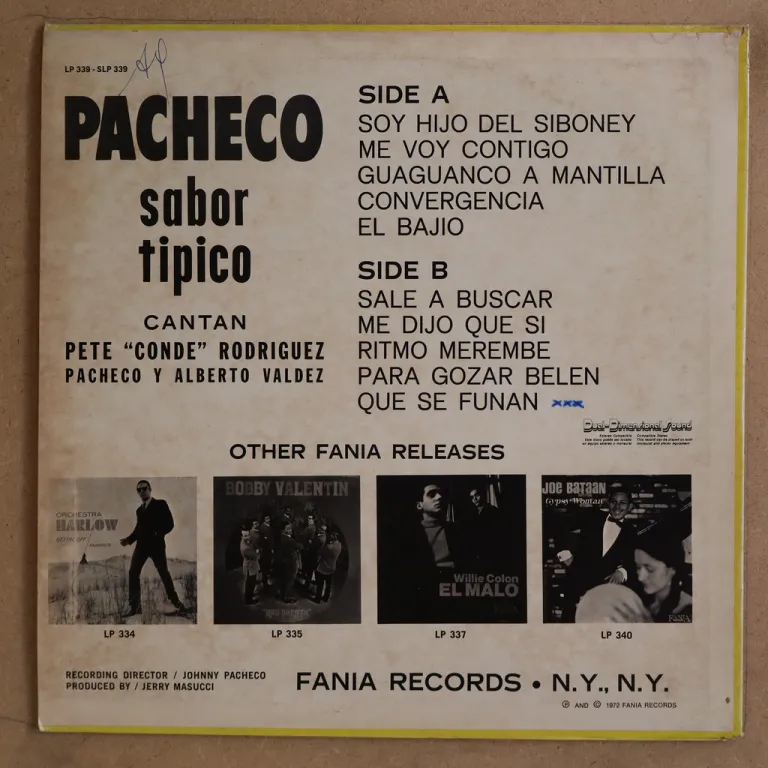 LP 339 - SLP 339
PACHECO
sabor
tipico
CANTAN
PETE "CONDE" RODRIGUEZ
PACHECO Y ALBERTO VALDEZ
SIDE A
SOY HIJO DEL SIBONEY
ME VOY CONTIGO
GUAGUANCO A MANTILLA
CONVERGENCIA
EL BAJIO
SIDE B
SALE A BUSCAR
ME DIJO QUE SI
RITMO MEREMBE
PARA GOZAR BELEN
QUE SE FUNAN xxx
Dual-Dimensional Sound
OTHER FANIA RELEASES
ORCHESTRA
HARLOW
BOBBY VALENTIN
Willie Colon
EL MALO
JOE BATAAN
Gypsy Woman
FANIA
LP 334
LP 335
LP 337
LP 340
RECORDING DIRECTOR / JOHNNY PACHECO
PRODUCED BY / JERRY MASUCCI
FANIA RECORDS • N.Y., N.Y.
℗ AND © 1972 FANIA RECORDS